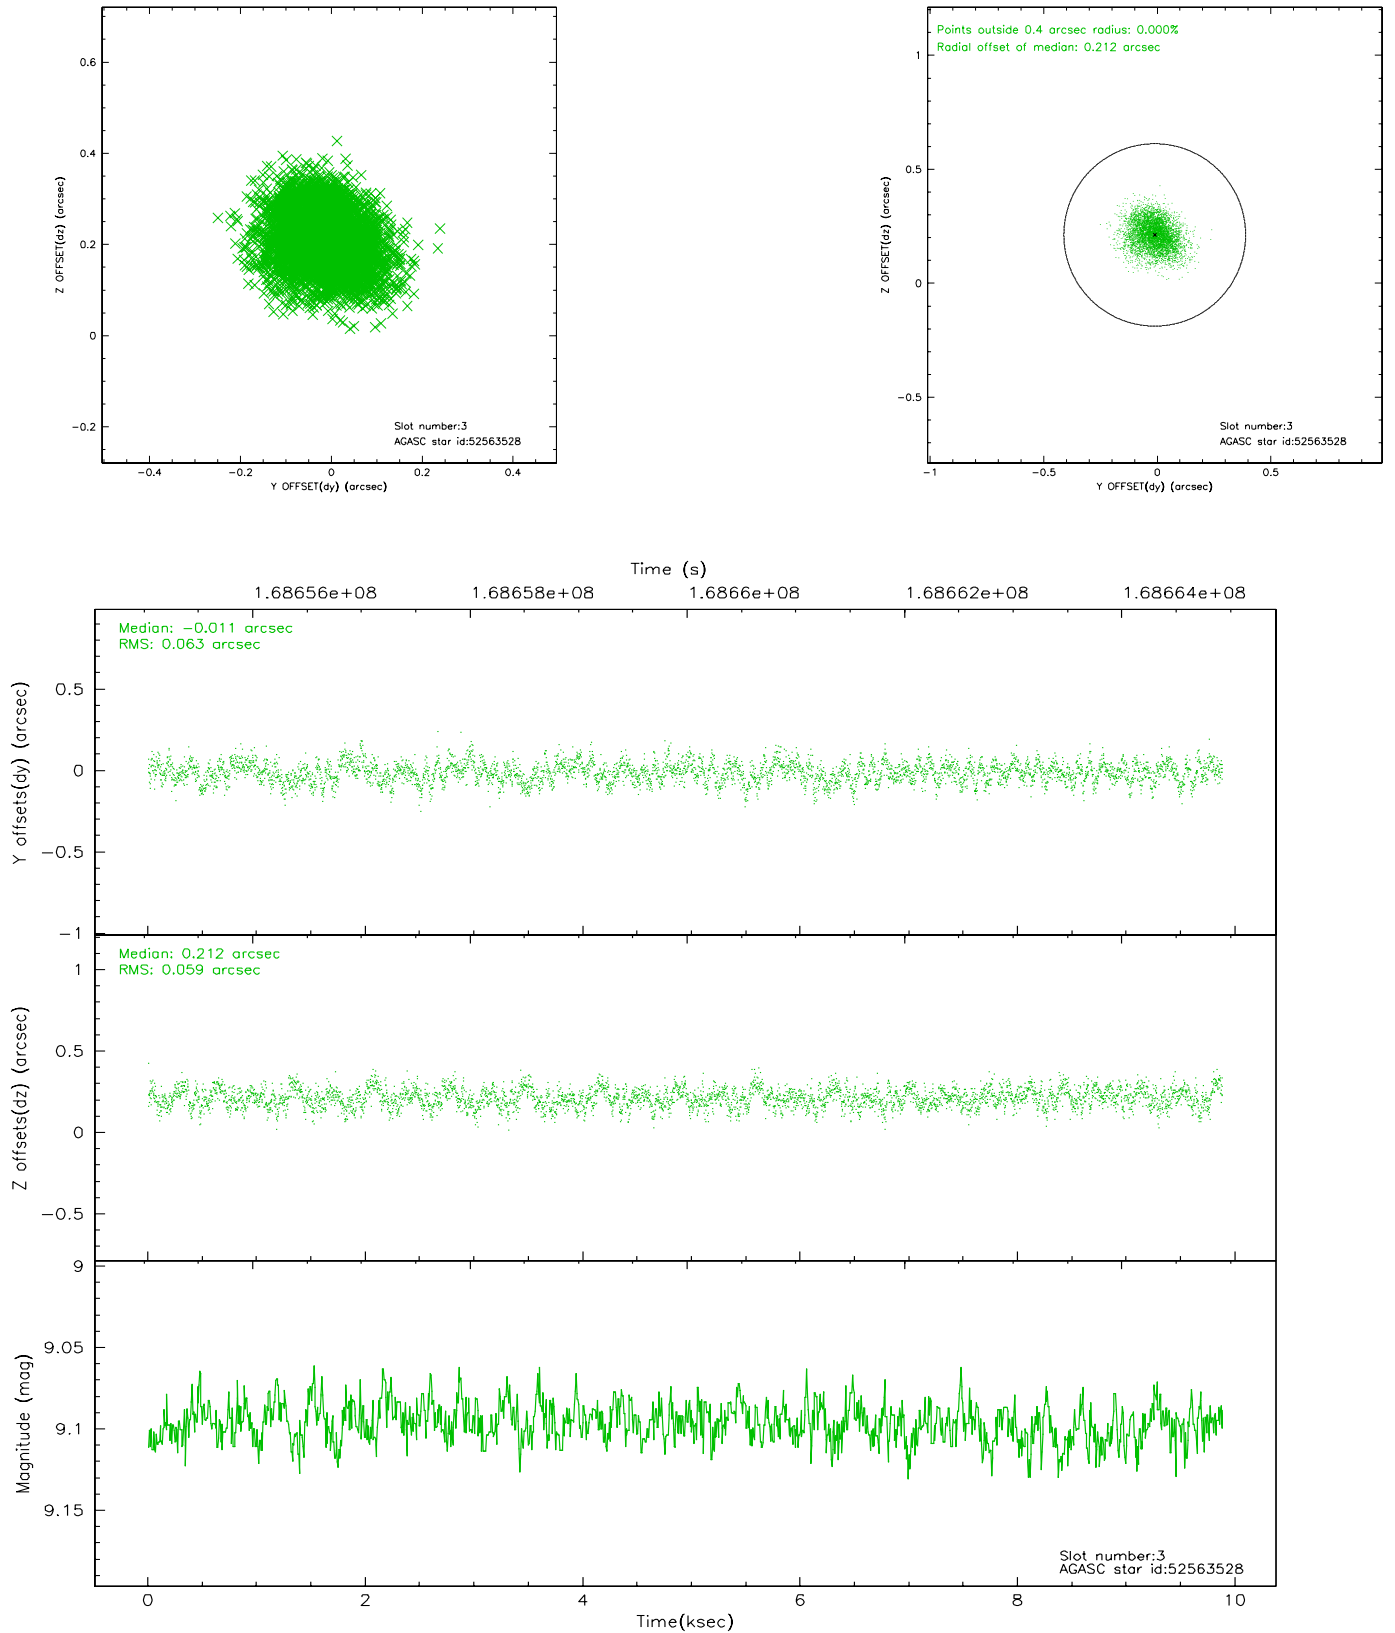 0.6
0.4
0.2
0
−0.2
Z OFFSET(dz) (arcsec)
Slot number:3
AGASC star id:52563528
−0.4 −0.2 0 0.2 0.4
Y OFFSET(dy) (arcsec)
Points outside 0.4 arcsec radius: 0.000%
Radial offset of median: 0.212 arcsec
1
0.5
0
−0.5
Z OFFSET(dz) (arcsec)
Slot number:3
AGASC star id:52563528
−1 −0.5 0 0.5
Y OFFSET(dy) (arcsec)
Time (s)
1.68656e+08 1.68658e+08 1.6866e+08 1.68662e+08 1.68664e+08
Median: −0.011 arcsec
RMS: 0.063 arcsec
0.5
0
−0.5
−1
Y offsets(dy) (arcsec)
Median: 0.212 arcsec
RMS: 0.059 arcsec
1
0.5
0
−0.5
Z offsets(dz) (arcsec)
9
9.05
9.1
9.15
Magnitude (mag)
Slot number:3
AGASC star id:52563528
0 2 4 6 8 10
Time(ksec)